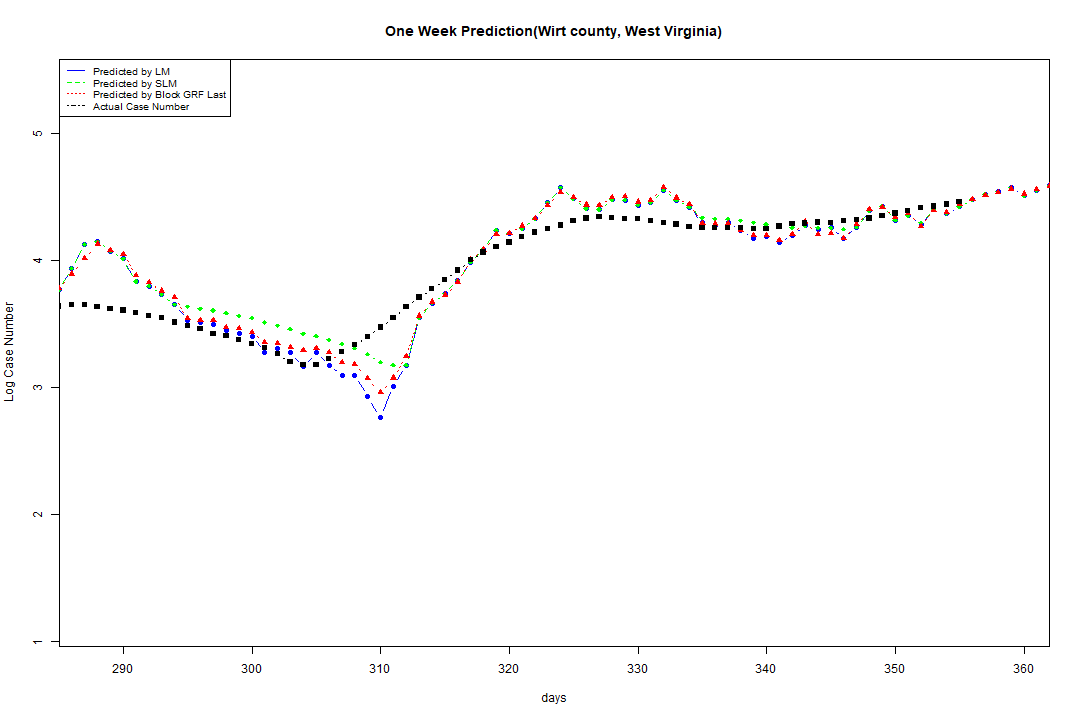 One Week Prediction(Wirt county, West Virginia)
Predicted by LM
Predicted by SLM
Predicted by Block GRF Last
Actual Case Number
5
4
3
2
1
Log Case Number
290 300 310 320 330 340 350 360
days